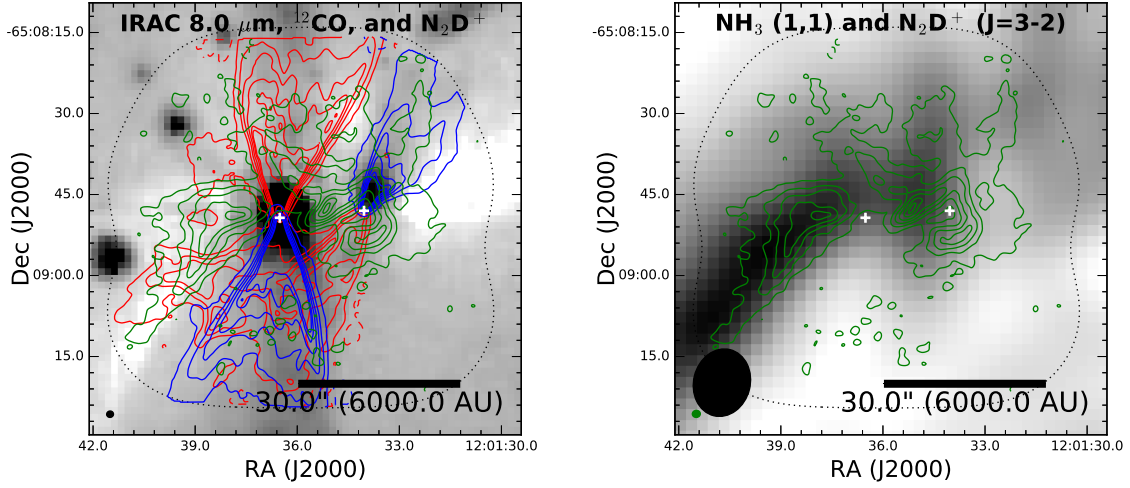 IRAC 8.0 μm, ¹²CO, and N₂D⁺
Dec (J2000)
-65:08:15.0
30.0
45.0
09:00.0
15.0
30.0" (6000.0 AU)
42.0 39.0 36.0 33.0 12:01:30.0
RA (J2000)
NH₃ (1,1) and N₂D⁺ (J=3-2)
Dec (J2000)
-65:08:15.0
30.0
45.0
09:00.0
15.0
30.0" (6000.0 AU)
42.0 39.0 36.0 33.0 12:01:30.0
RA (J2000)